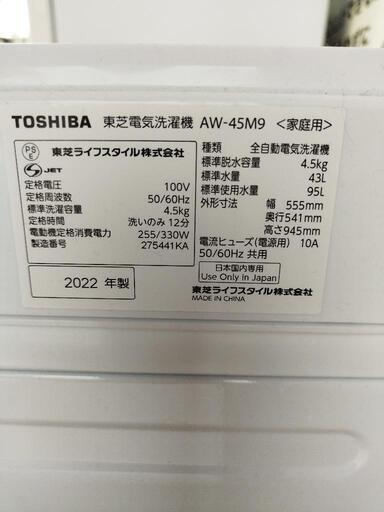 TOSHIBA 東芝電気洗濯機 AW-45M9 <家庭用>
PS E
JET
東芝ライフスタイル株式会社
定格電圧 100V
定格周波数 50/60Hz
標準洗濯容量 4.5kg
定格時間 洗いのみ 12分
電動機定格消費電力 255/330W
製造番号 275441KA
2022 年製
種類 全自動電気洗濯機
標準脱水容量 4.5kg
標準水量 43L
標準使用水量 95L
外形寸法 幅 555mm
奥行541mm
高さ945mm
電流ヒューズ(電源用) 10A
50/60Hz 共用
日本国内専用
Use Only in Japan
東芝ライフスタイル株式会社
MADE IN CHINA